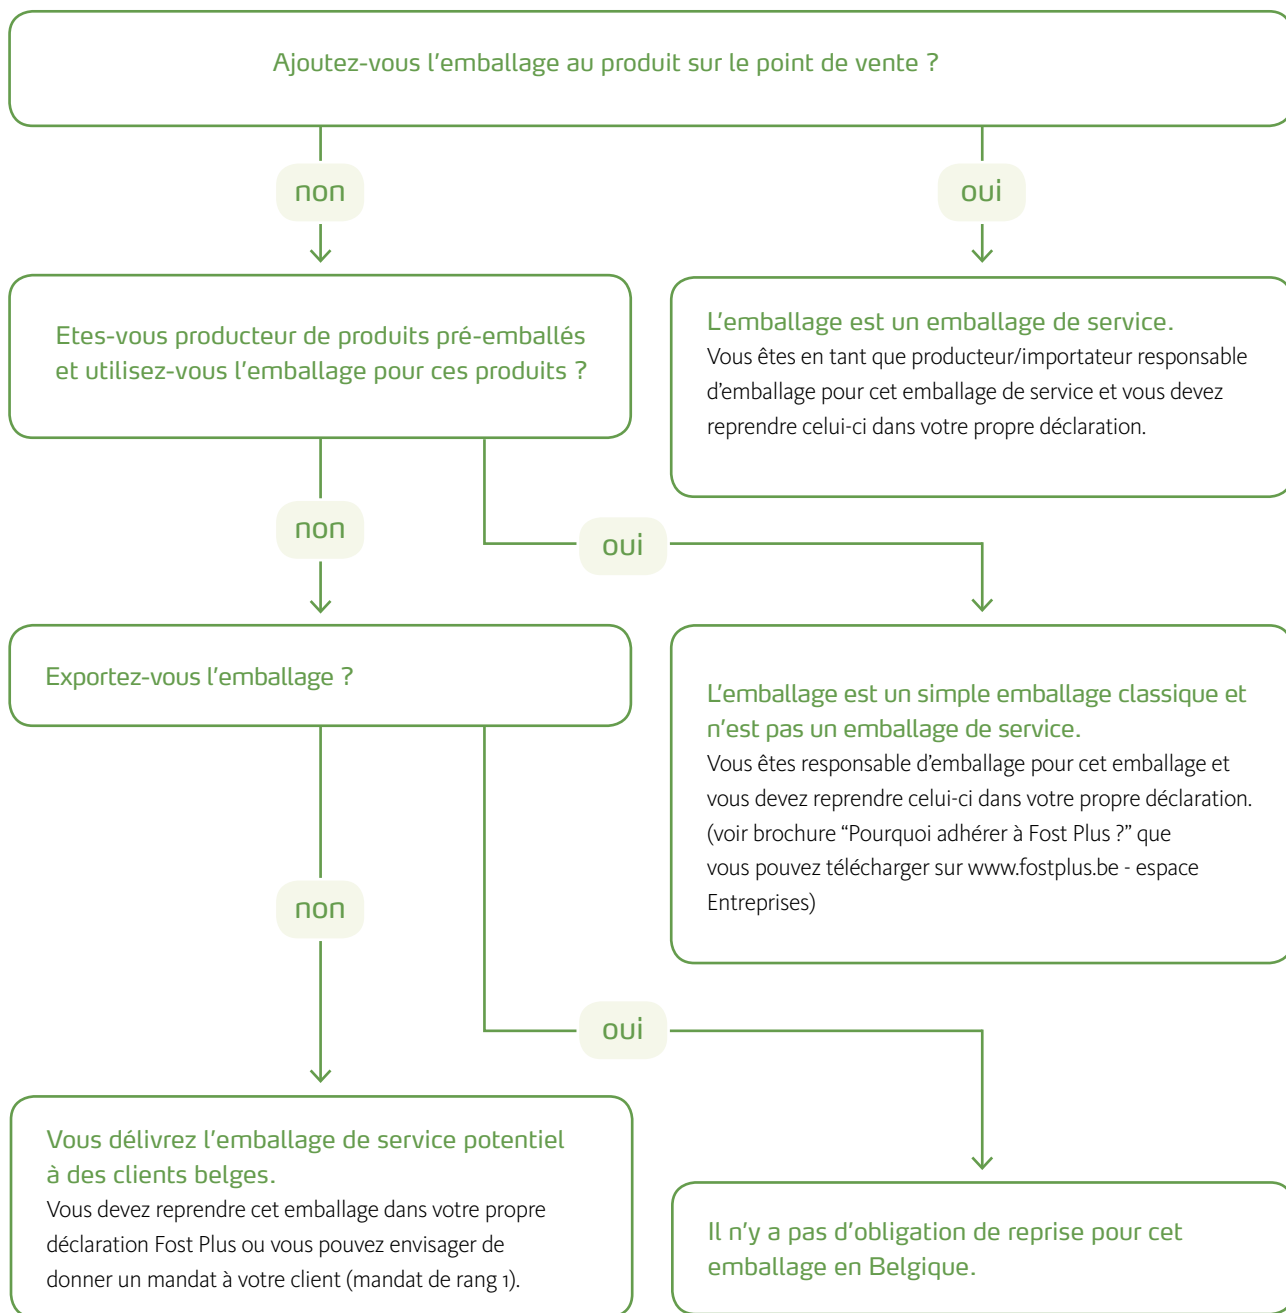 Ajoutez-vous l'emballage au produit sur le point de vente ?
non
oui
Etes-vous producteur de produits pré-emballés
et utilisez-vous l'emballage pour ces produits ?
L'emballage est un emballage de service.
Vous êtes en tant que producteur/importateur responsable
d'emballage pour cet emballage de service et vous devez
reprendre celui-ci dans votre propre déclaration.
non
oui
Exportez-vous l'emballage ?
L'emballage est un simple emballage classique et
n'est pas un emballage de service.
Vous êtes responsable d'emballage pour cet emballage et
vous devez reprendre celui-ci dans votre propre déclaration.
(voir brochure “Pourquoi adhérer à Fost Plus ?” que
vous pouvez télécharger sur www.fostplus.be - espace
Entreprises)
non
oui
Vous délivrez l'emballage de service potentiel
à des clients belges.
Vous devez reprendre cet emballage dans votre propre
déclaration Fost Plus ou vous pouvez envisager de
donner un mandat à votre client (mandat de rang 1).
Il n'y a pas d'obligation de reprise pour cet
emballage en Belgique.